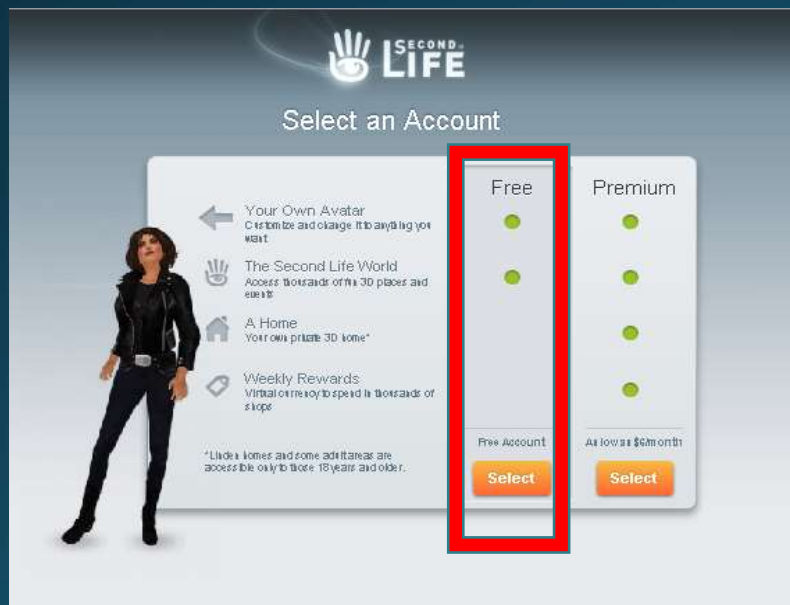 SECOND
LIFE
Select an Account
Free Premium
Your Own Avatar
Customize and change it to anything you
want
The Second Life World
Access thousands of fun 3D places and
events
A Home
Your own private 3D home*
Weekly Rewards
Virtual currency to spend in thousands of
shops
Free Account As low as $6/month
*Linden homes and some adult areas are
accessible only to those 18 years and older.
Select Select